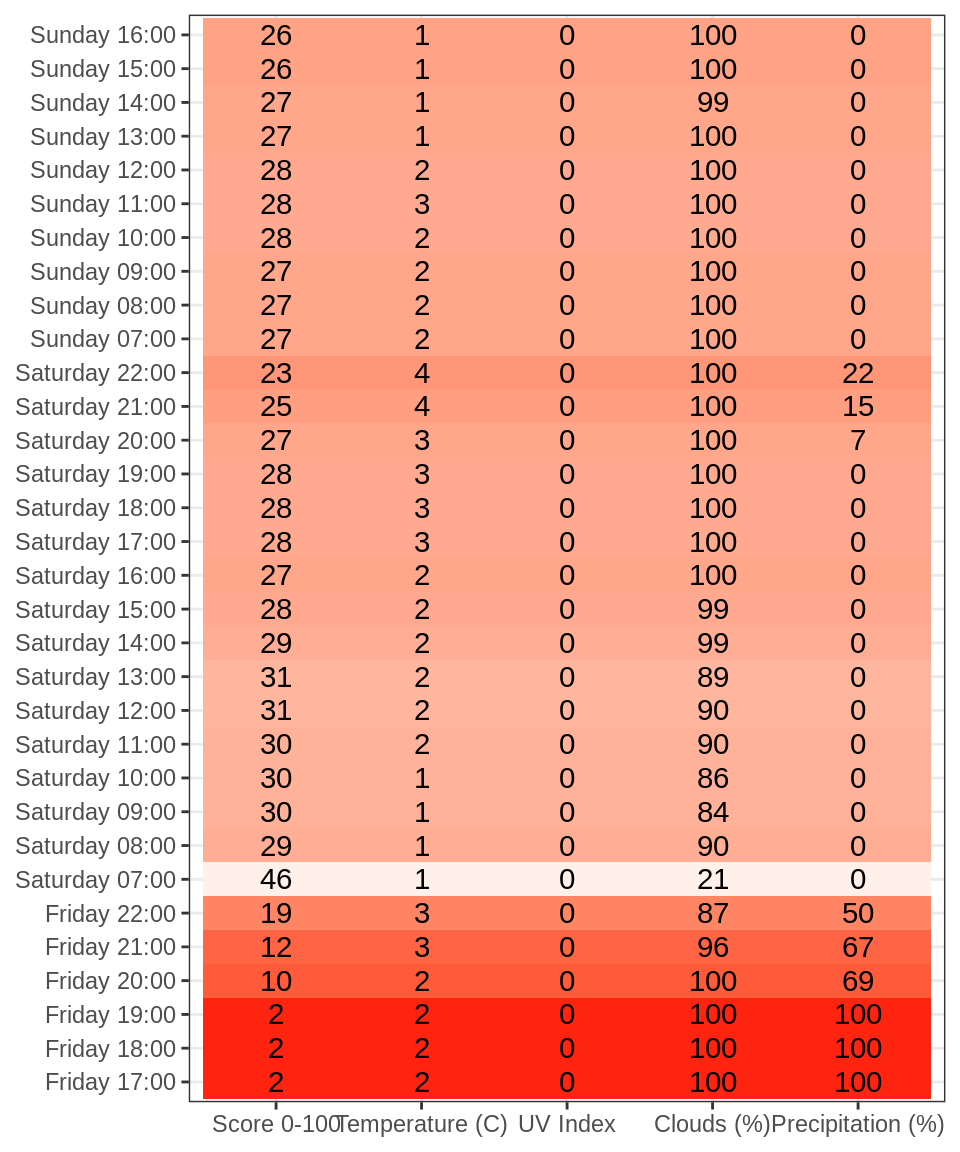 Sunday 16:00 26 1 0 100 0
Sunday 15:00 26 1 0 100 0
Sunday 14:00 27 1 0 99 0
Sunday 13:00 27 1 0 100 0
Sunday 12:00 28 2 0 100 0
Sunday 11:00 28 3 0 100 0
Sunday 10:00 28 2 0 100 0
Sunday 09:00 27 2 0 100 0
Sunday 08:00 27 2 0 100 0
Sunday 07:00 27 2 0 100 0
Saturday 22:00 23 4 0 100 22
Saturday 21:00 25 4 0 100 15
Saturday 20:00 27 3 0 100 7
Saturday 19:00 28 3 0 100 0
Saturday 18:00 28 3 0 100 0
Saturday 17:00 28 3 0 100 0
Saturday 16:00 27 2 0 100 0
Saturday 15:00 28 2 0 99 0
Saturday 14:00 29 2 0 99 0
Saturday 13:00 31 2 0 89 0
Saturday 12:00 31 2 0 90 0
Saturday 11:00 30 2 0 90 0
Saturday 10:00 30 1 0 86 0
Saturday 09:00 30 1 0 84 0
Saturday 08:00 29 1 0 90 0
Saturday 07:00 46 1 0 21 0
Friday 22:00 19 3 0 87 50
Friday 21:00 12 3 0 96 67
Friday 20:00 10 2 0 100 69
Friday 19:00 2 2 0 100 100
Friday 18:00 2 2 0 100 100
Friday 17:00 2 2 0 100 100
Score 0-100 Temperature (C) UV Index Clouds (%) Precipitation (%)